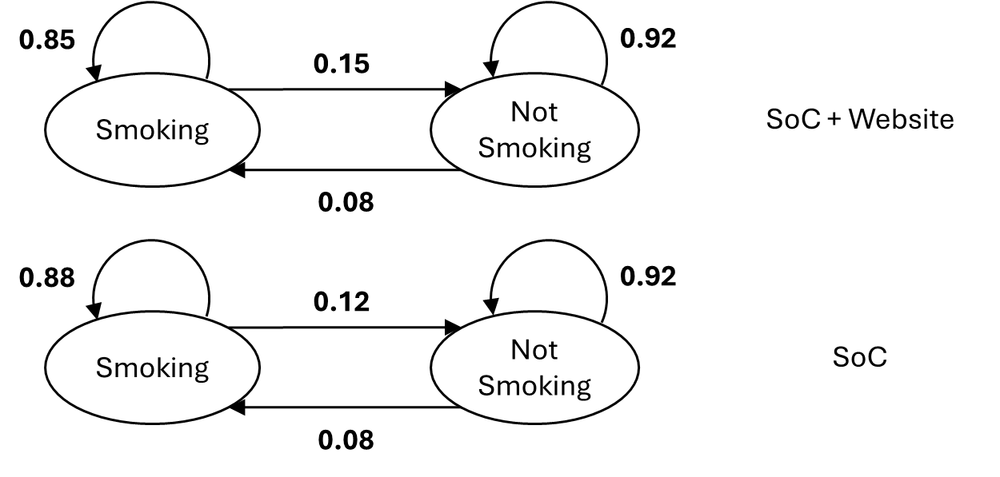 0.85
0.92
0.15
Smoking
Not
Smoking
SoC + Website
0.08
0.88
0.92
0.12
Smoking
Not
Smoking
SoC
0.08